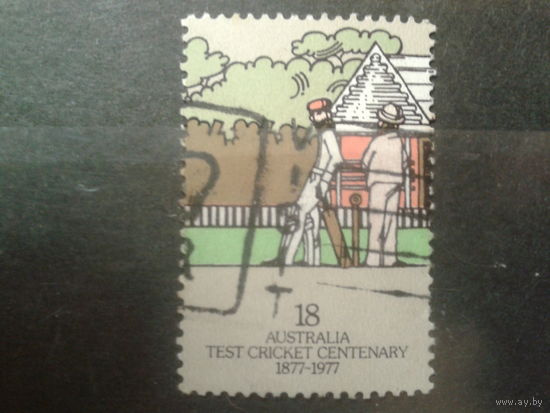 18
AUSTRALIA
TEST CRICKET CENTENARY
1877-1977
www.ay.by